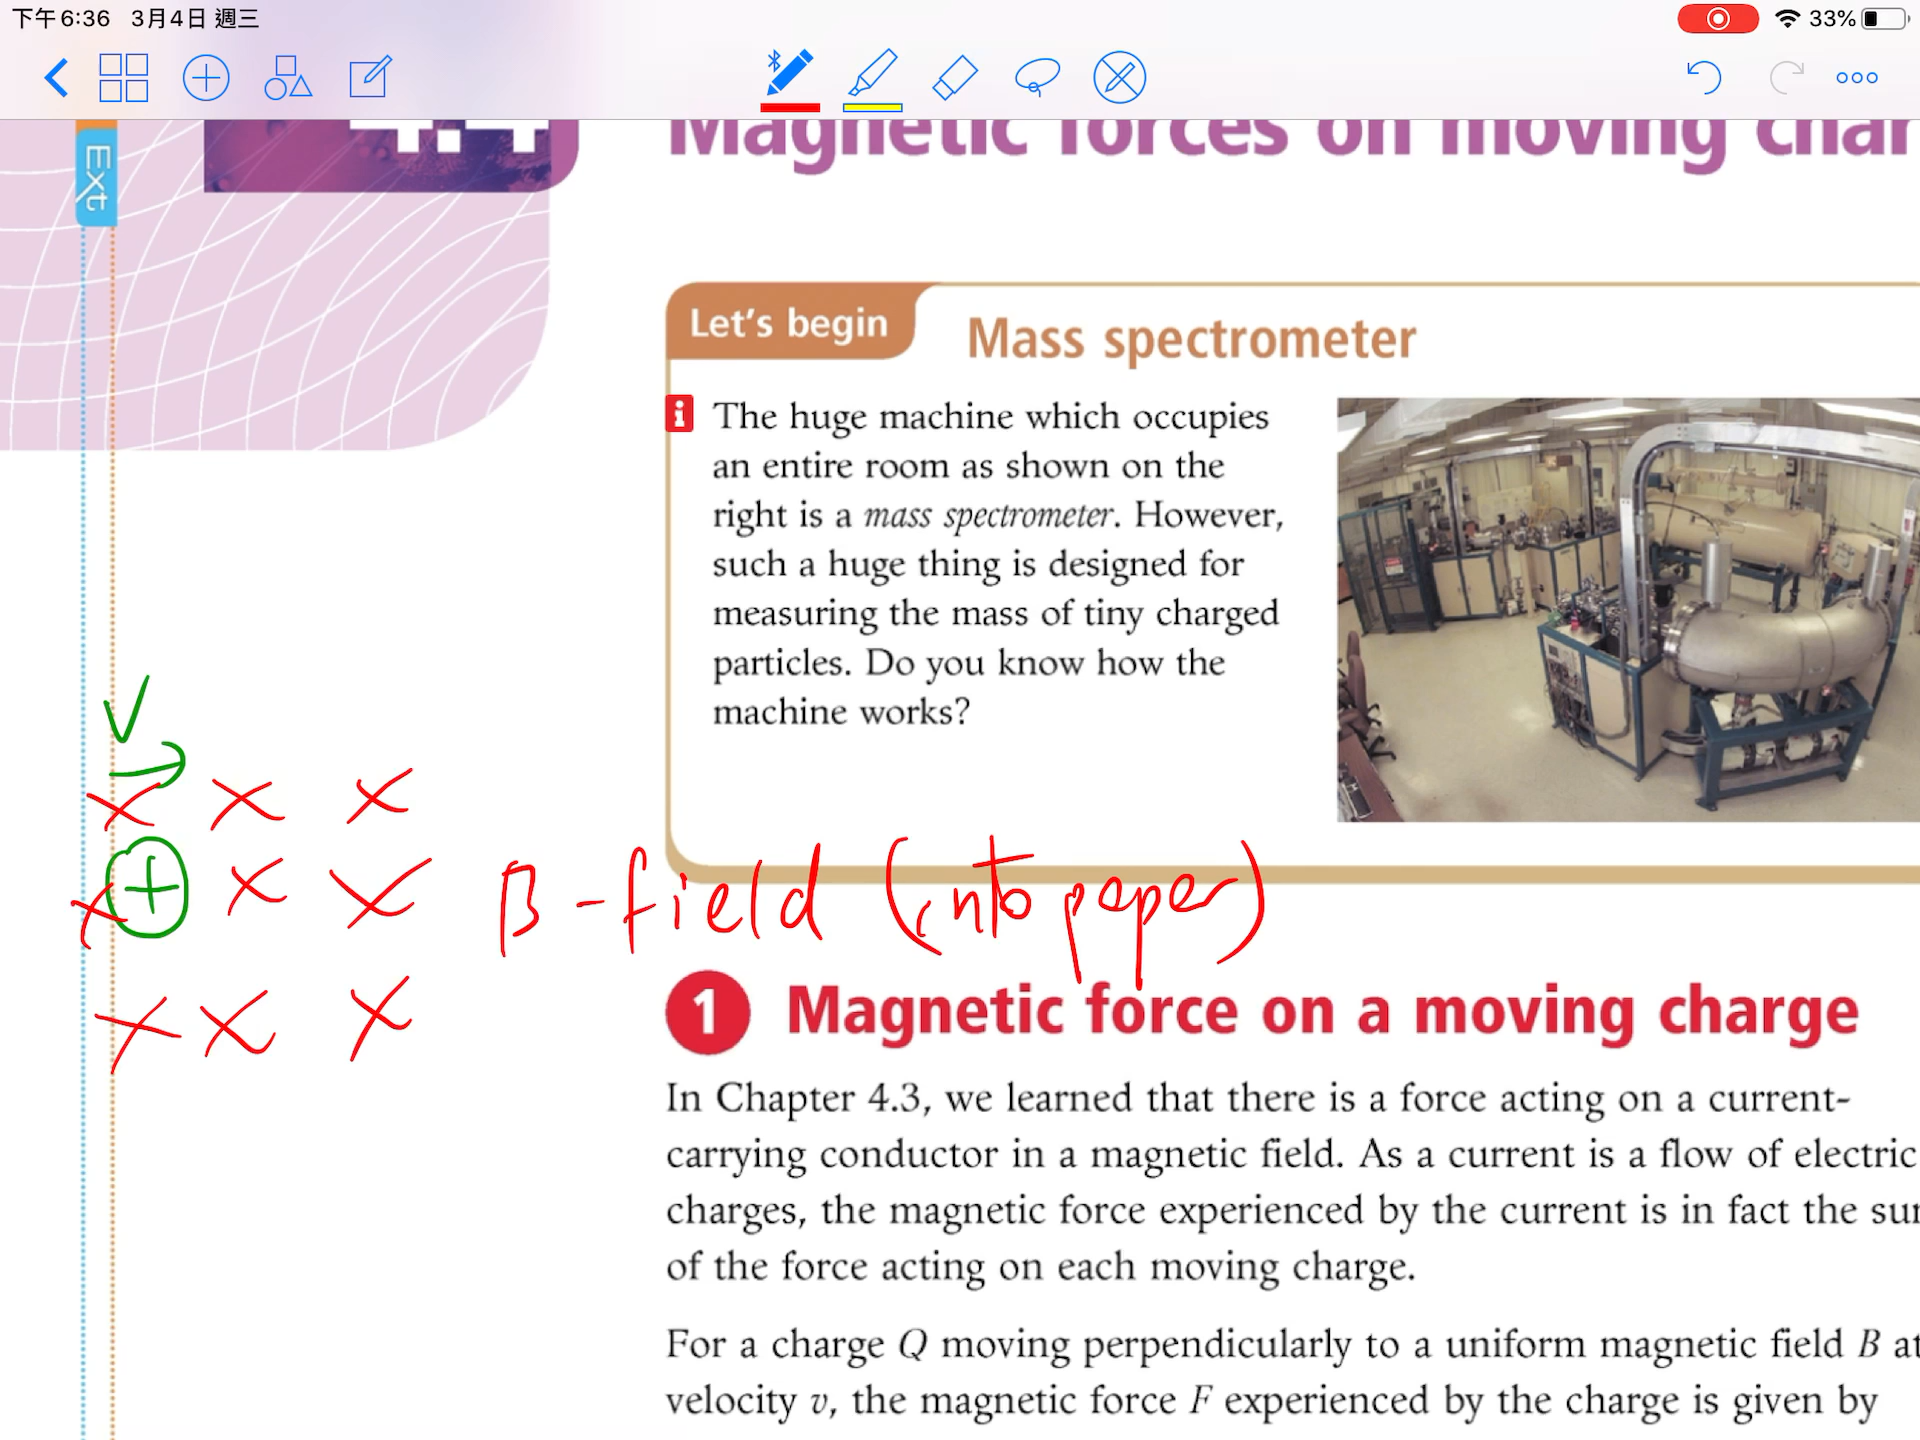 下午6:36 3月4日 週三
33%
4.4
Magnetic forces on moving char
Ext
Let's begin
Mass spectrometer
i The huge machine which occupies
an entire room as shown on the
right is a mass spectrometer. However,
such a huge thing is designed for
measuring the mass of tiny charged
particles. Do you know how the
machine works?
V
B-field (into paper)
1 Magnetic force on a moving charge
In Chapter 4.3, we learned that there is a force acting on a current-
carrying conductor in a magnetic field. As a current is a flow of electric
charges, the magnetic force experienced by the current is in fact the su
of the force acting on each moving charge.
For a charge Q moving perpendicularly to a uniform magnetic field B at
velocity v, the magnetic force F experienced by the charge is given by